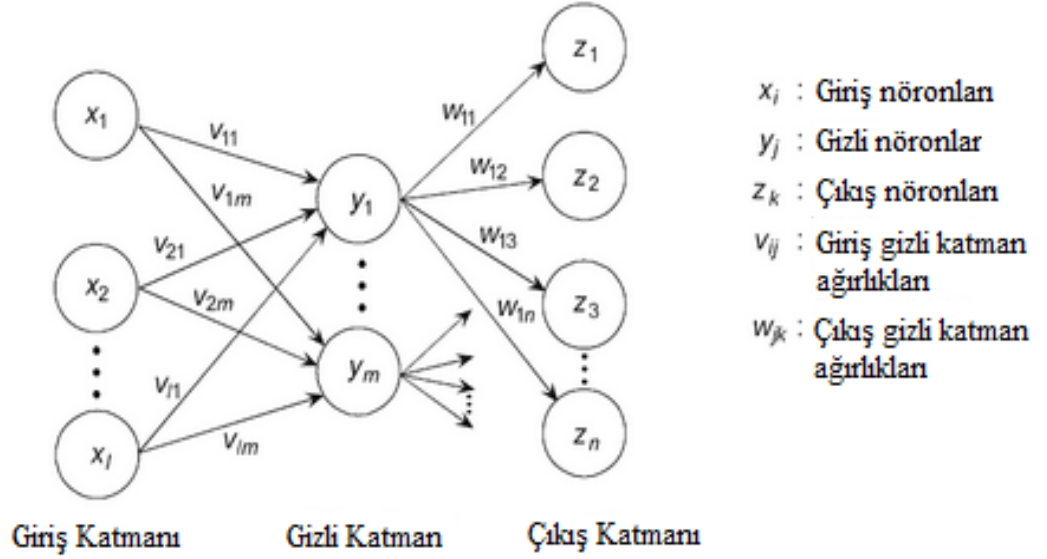 x1
x2
xl
v11
v1m
v21
v2m
vl1
vlm
y1
ym
w11
w12
w13
w1n
z1
z2
z3
zn
Giriş Katmanı
Gizli Katman
Çıkış Katmanı
xi : Giriş nöronları
yj : Gizli nöronlar
zk : Çıkış nöronları
vij : Giriş gizli katman
ağırlıkları
wjk : Çıkış gizli katman
ağırlıkları